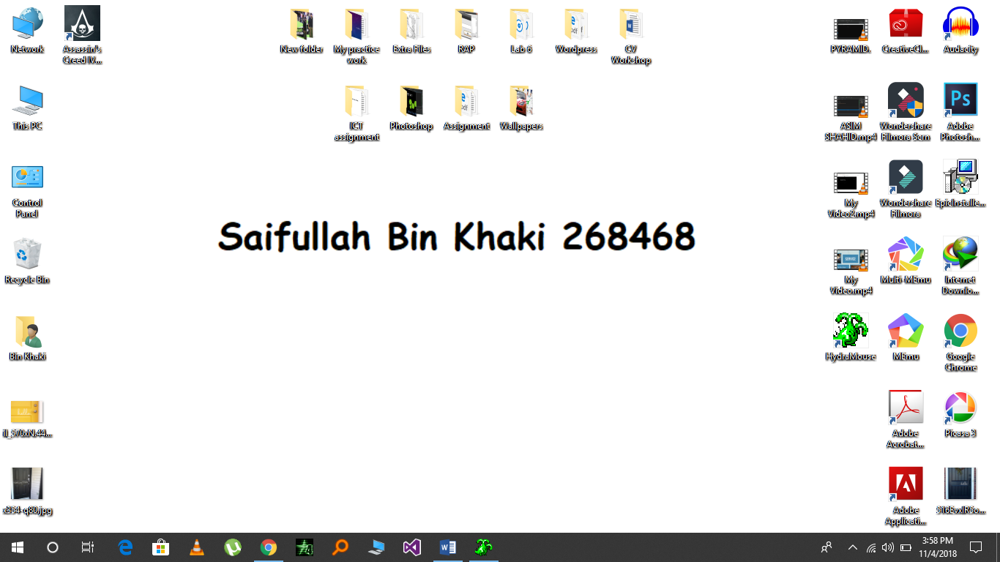 Network
Assassin's
Creed IV...
New folder
My practice
work
Extra Files
RAP
Lab 6
Wordpress
CV
Workshop
PYRAMID.
CreativeCl...
Audacity
This PC
ICT
assignment
Photoshop
Assignment
Wallpapers
ASIM
SHAHID.mp4
Wondershare
Filmora Scrn
Ps
Adobe
Photosh...
Control
Panel
My
Video2.mp4
Wondershare
Filmora
EpicInstalle...
Saifullah Bin Khaki 268468
Recycle Bin
My
Video.mp4
Multi-MEmu
Internet
Downlo...
Bin Khaki
HydraMouse
MEmu
Google
Chrome
il_570xN.44...
Adobe
Acrobat...
Picasa 3
x354-q80.jpg
Adobe
Applicati...
3:58 PM
11/4/2018